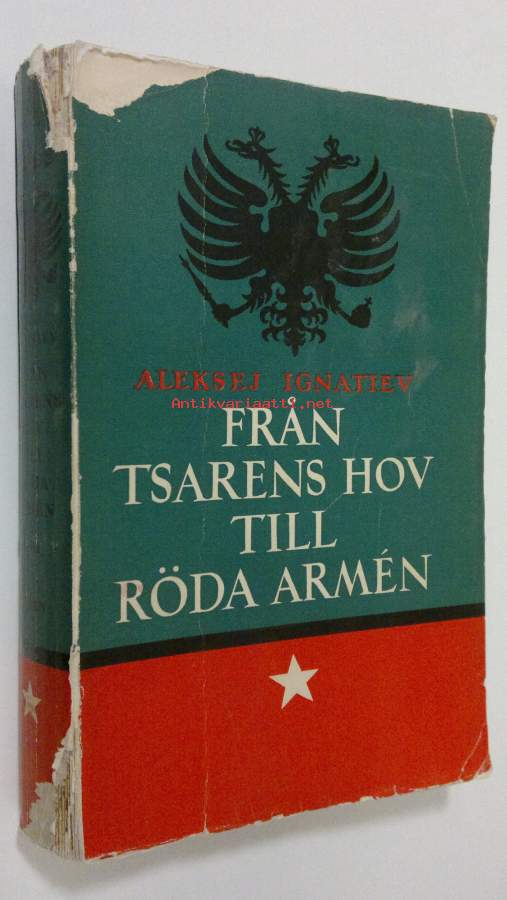 ALEKSEJ IGNATIEV
Antikvariaatti.net
FRÅN
TSARENS HOV
TILL
RÖDA ARMÉN